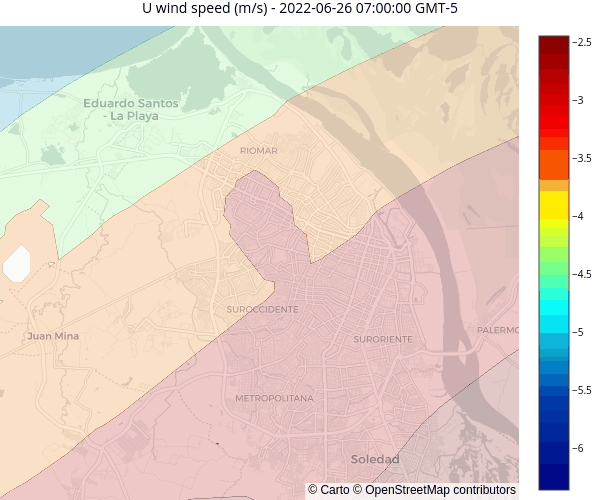 U wind speed (m/s) - 2022-06-26 07:00:00 GMT-5
Eduardo Santos
- La Playa
RIOMAR
SUROCCIDENTE
Juan Mina
SURORIENTE
PALERMO
METROPOLITANA
Soledad
© Carto © OpenStreetMap contributors
−2.5
−3
−3.5
−4
−4.5
−5
−5.5
−6